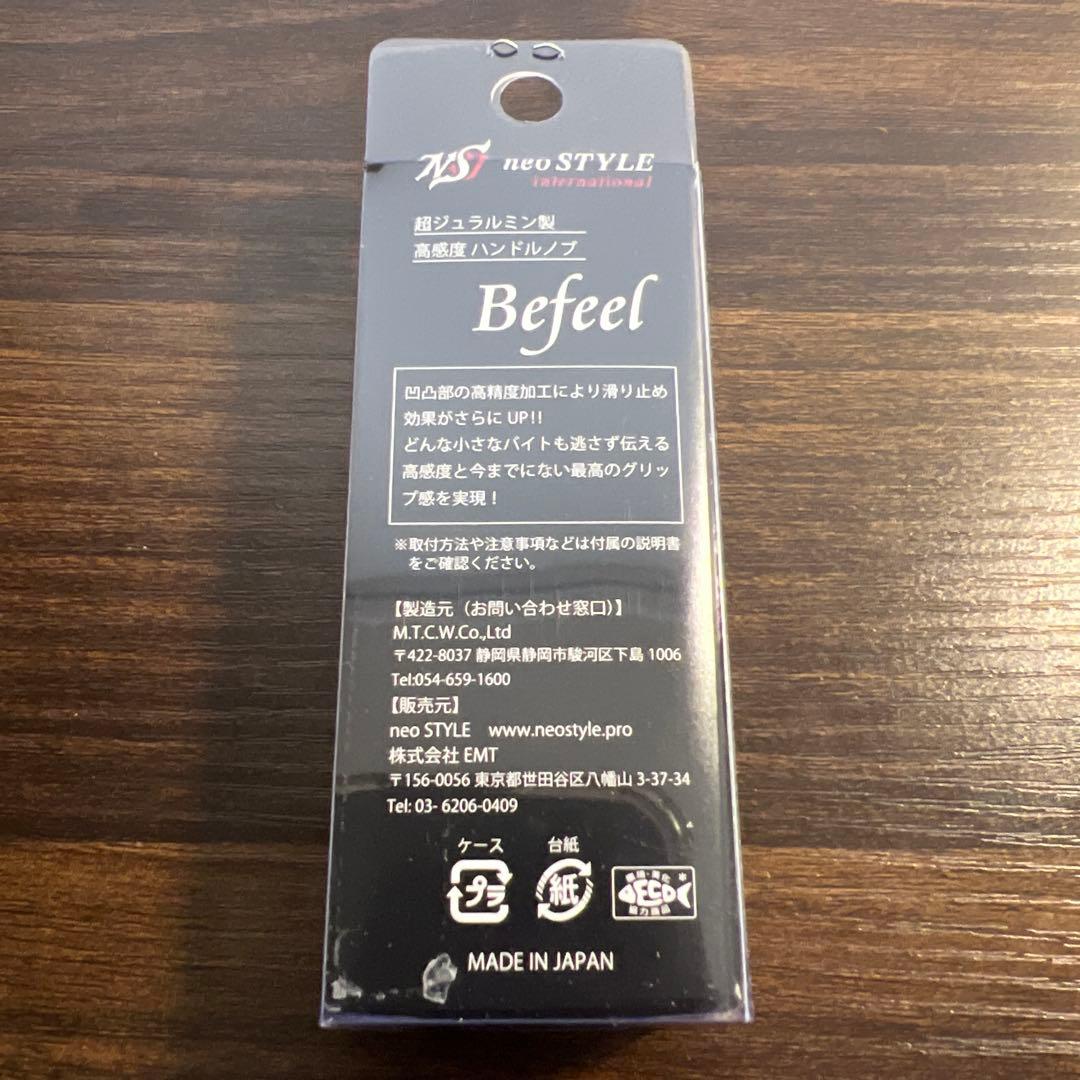 NS neo STYLE
international
超ジュラルミン製
高感度 ハンドルノブ
Befeel
凹凸部の高精度加工により滑り止め
効果がさらに UP!!
どんな小さなバイトも逃さず伝える
高感度と今までにない最高のグリッ
プ感を実現！
※取付方法や注意事項などは付属の説明書
をご確認ください。
【製造元（お問い合わせ窓口)】
M.T.C.W.Co.,Ltd
〒422-8037 静岡県静岡市駿河区下島 1006
Tel:054-659-1600
【販売元】
neo STYLE www.neostyle.pro
株式会社 EMT
〒156-0056 東京都世田谷区八幡山 3-37-34
Tel: 03- 6206-0409
ケース 台紙
プラ 紙 ECO
MADE IN JAPAN